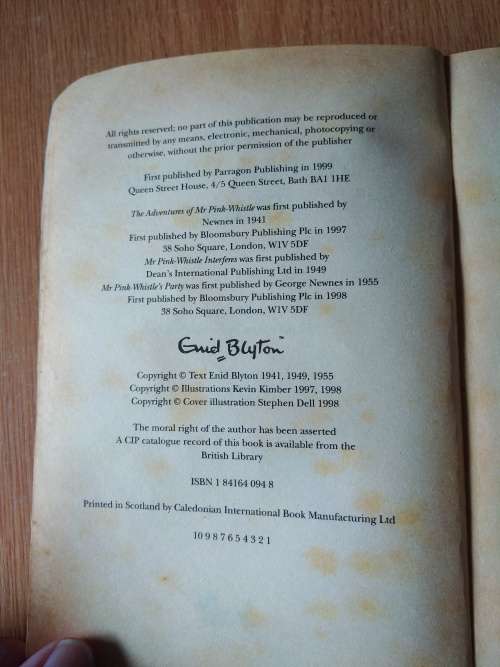 All rights reserved; no part of this publication may be reproduced or
transmitted by any means, electronic, mechanical, photocopying or
otherwise, without the prior permission of the publisher
First published by Parragon Publishing in 1999
Queen Street House, 4/5 Queen Street, Bath BA1 1HE
The Adventures of Mr Pink-Whistle was first published by
Newnes in 1941
First published by Bloomsbury Publishing Plc in 1997
38 Soho Square, London, W1V 5DF
Mr Pink-Whistle Interferes was first published by
Dean's International Publishing Ltd in 1949
Mr Pink-Whistle's Party was first published by George Newnes in 1955
First published by Bloomsbury Publishing Plc in 1998
38 Soho Square, London, W1V 5DF
Enid Blyton™
Copyright © Text Enid Blyton 1941, 1949, 1955
Copyright © Illustrations Kevin Kimber 1997, 1998
Copyright © Cover illustration Stephen Dell 1998
The moral right of the author has been asserted
A CIP catalogue record of this book is available from the
British Library
ISBN 1 84164 094 8
Printed in Scotland by Caledonian International Book Manufacturing Ltd
10 9 8 7 6 5 4 3 2 1